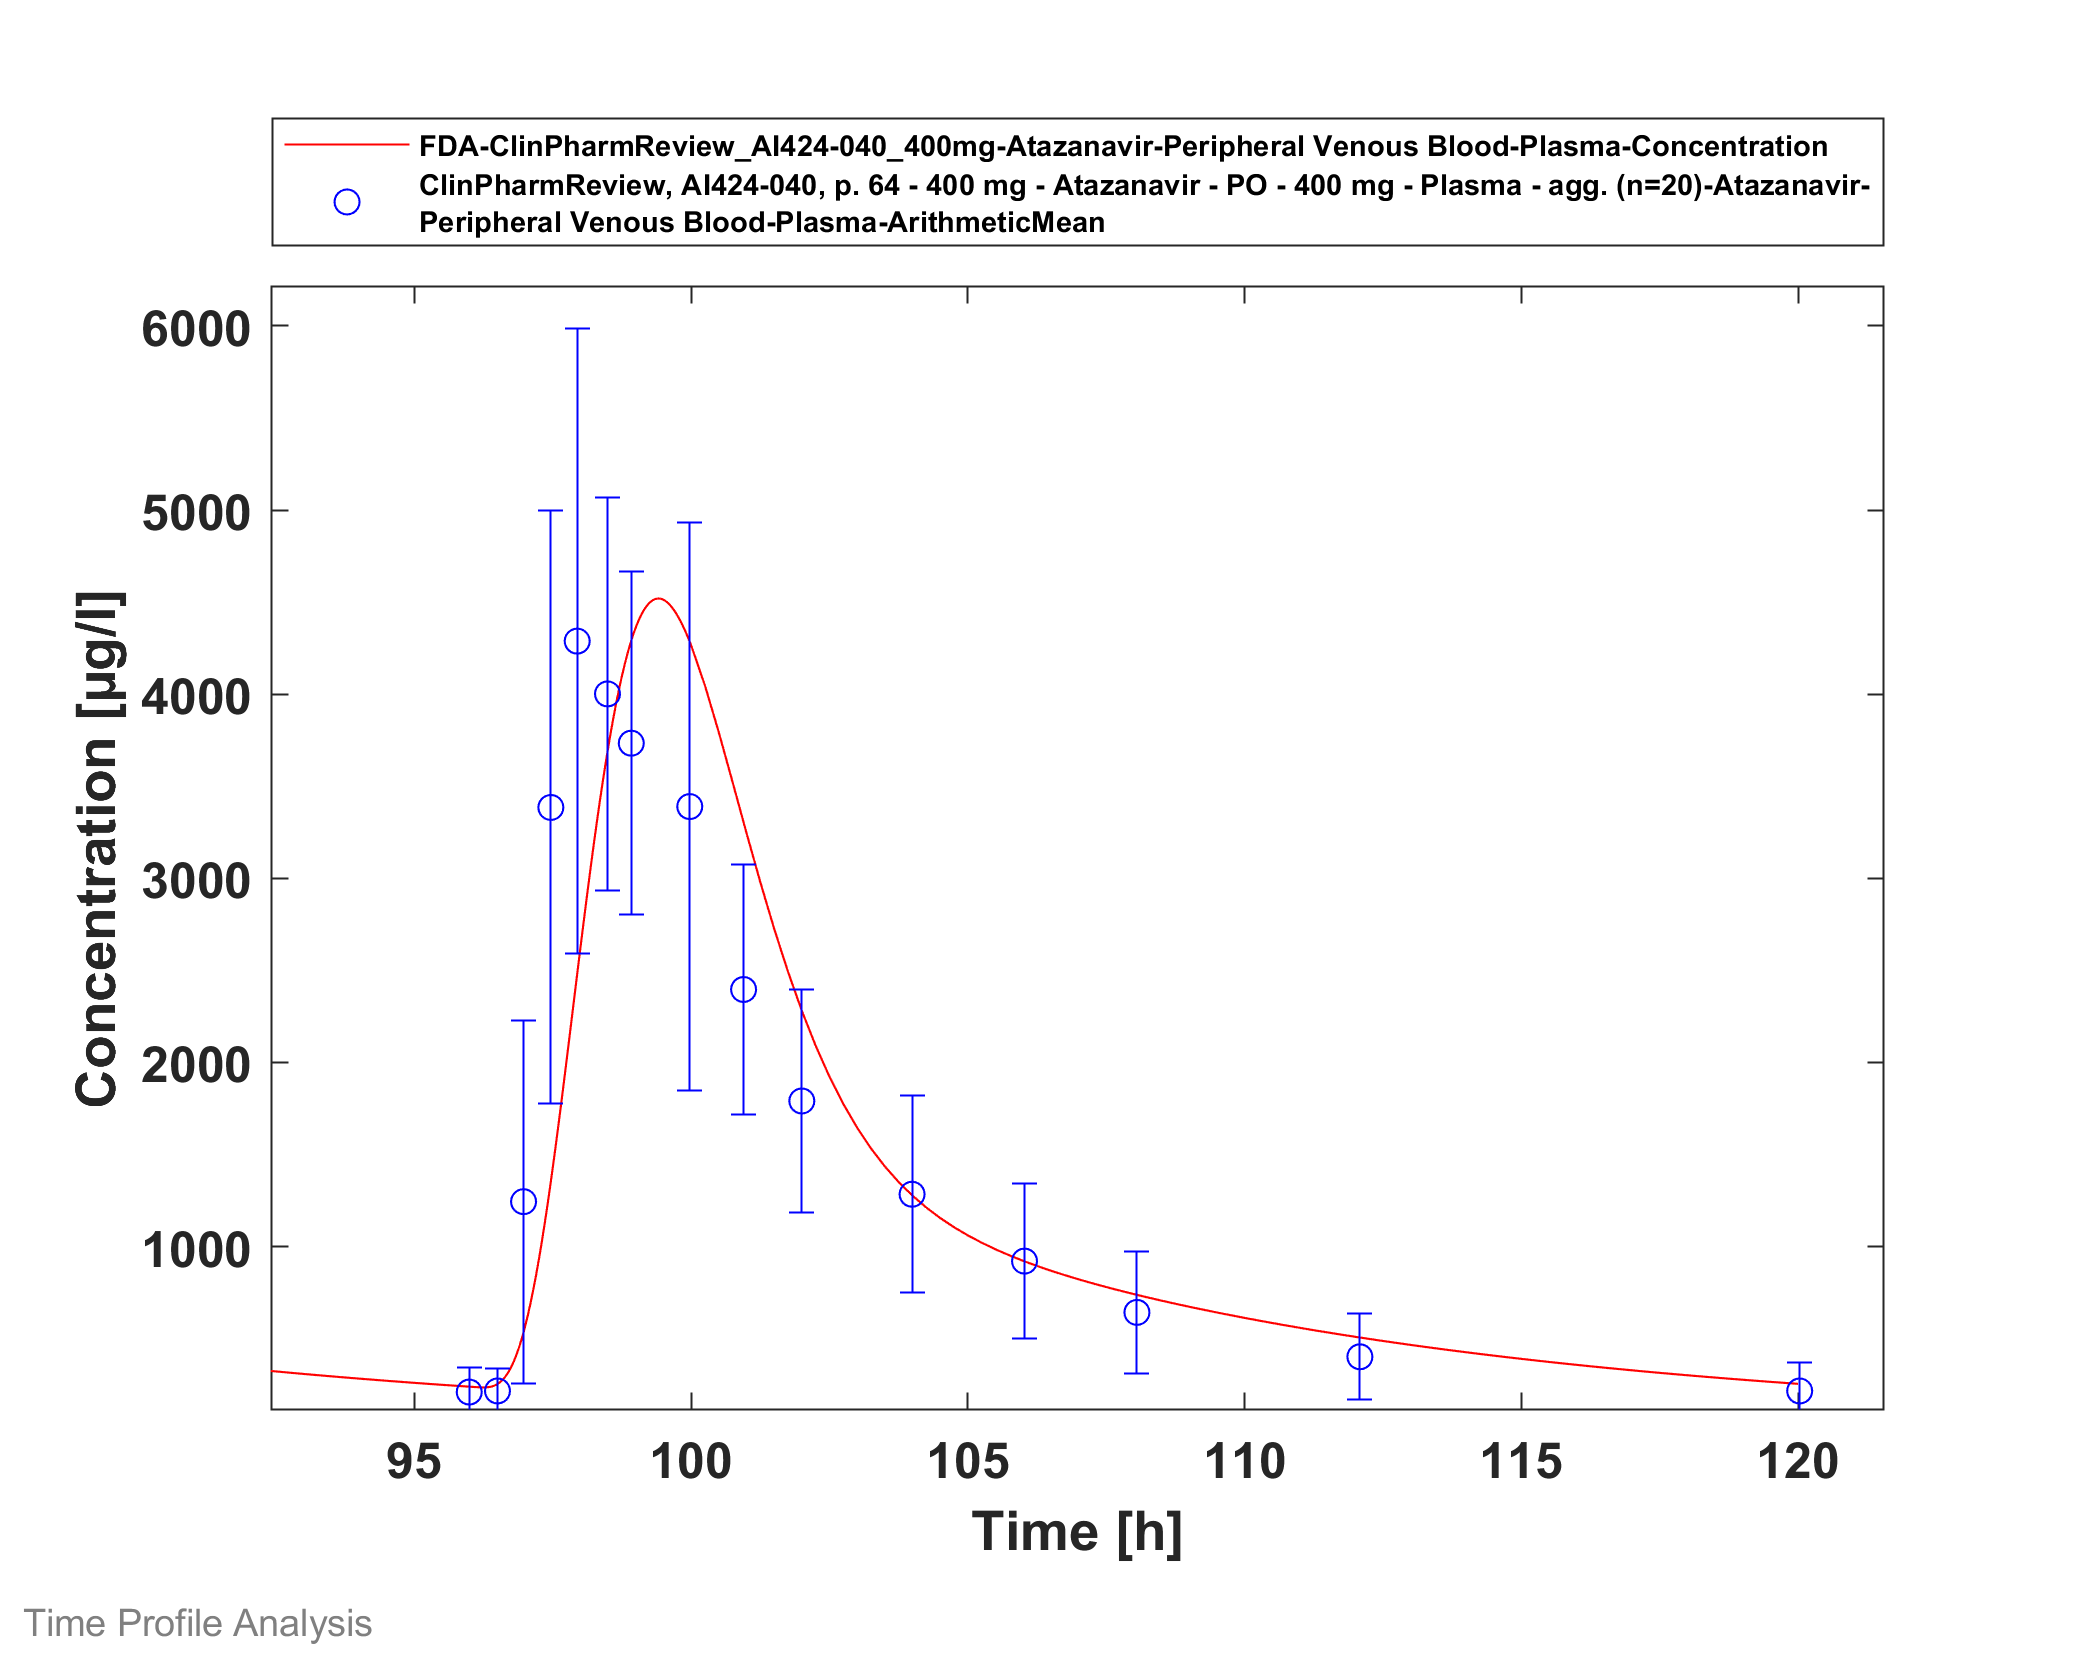 FDA-ClinPharmReview_AI424-040_400mg-Atazanavir-Peripheral Venous Blood-Plasma-Concentration
ClinPharmReview, AI424-040, p. 64 - 400 mg - Atazanavir - PO - 400 mg - Plasma - agg. (n=20)-Atazanavir-
Peripheral Venous Blood-Plasma-ArithmeticMean
6000
5000
4000
3000
2000
1000
Concentration [µg/l]
95 100 105 110 115 120
Time [h]
Time Profile Analysis